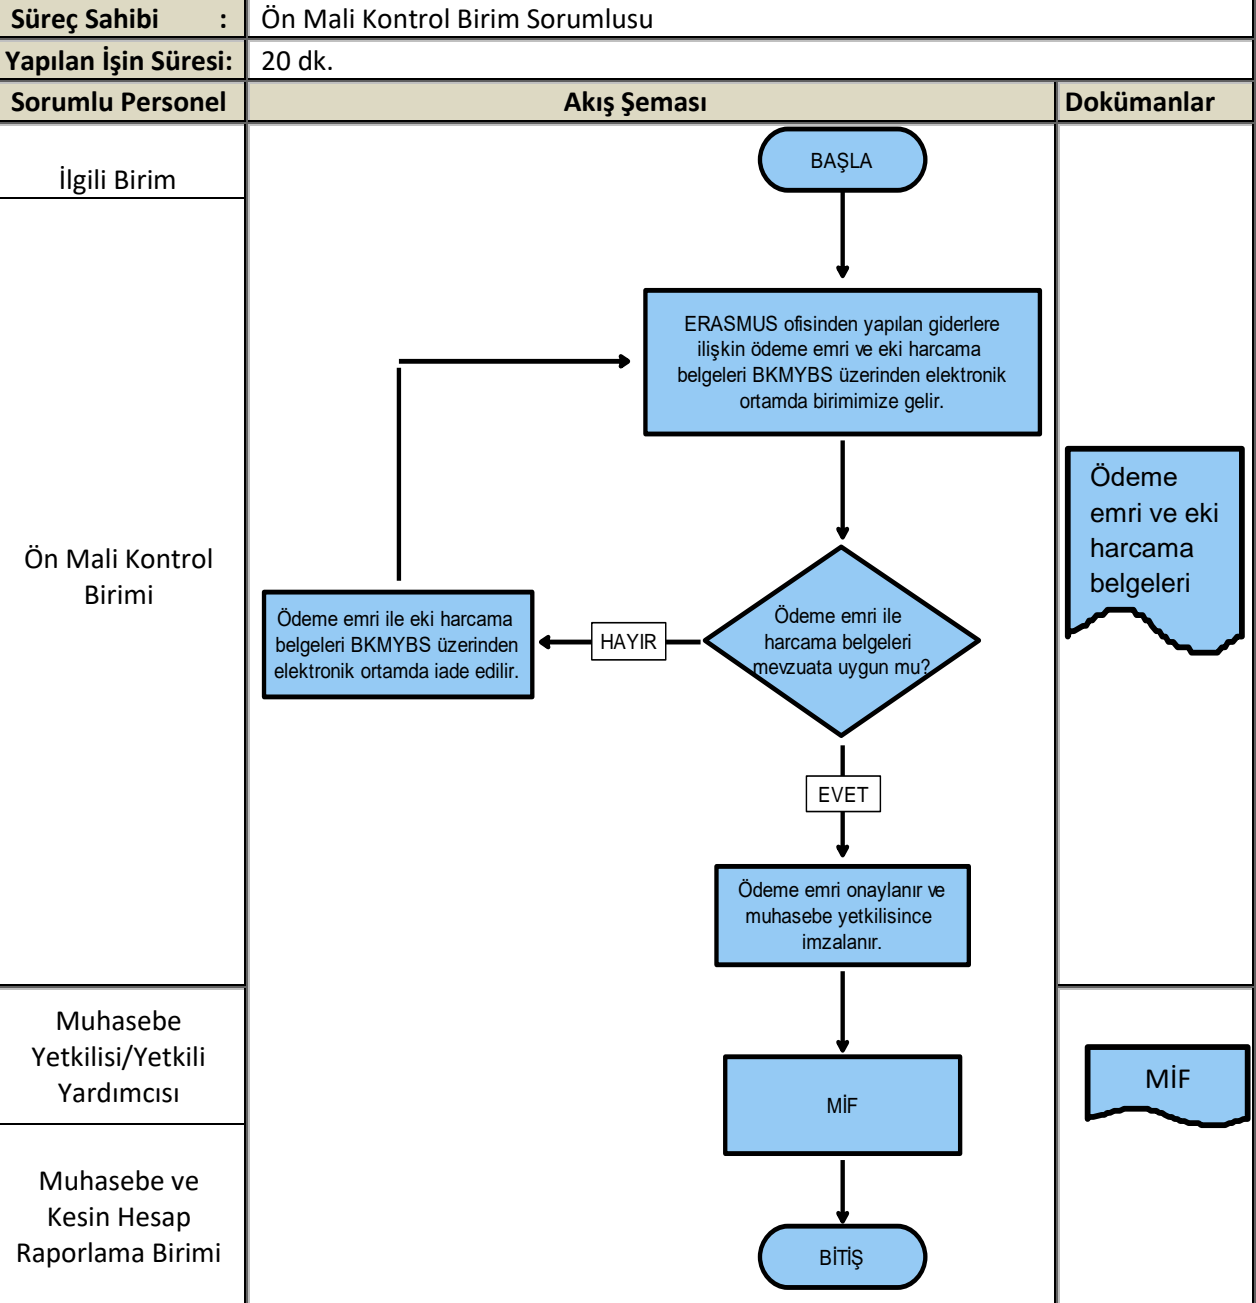 Süreç Sahibi : Ön Mali Kontrol Birim Sorumlusu
Yapılan İşin Süresi: 20 dk.
Sorumlu Personel Akış Şeması Dokümanlar
İlgili Birim
BAŞLA
ERASMUS ofisinden yapılan giderlere
ilişkin ödeme emri ve eki harcama
belgeleri BKMYBS üzerinden elektronik
ortamda birimimize gelir.
Ödeme
emri ve eki
harcama
belgeleri
Ön Mali Kontrol
Birimi
Ödeme emri ile eki harcama
belgeleri BKMYBS üzerinden
elektronik ortamda iade edilir.
HAYIR
Ödeme emri ile
harcama belgeleri
mevzuata uygun mu?
EVET
Ödeme emri onaylanır ve
muhasebe yetkilisince
imzalanır.
Muhasebe
Yetkilisi/Yetkili
Yardımcısı
MİF
MİF
Muhasebe ve
Kesin Hesap
Raporlama Birimi
BİTİŞ